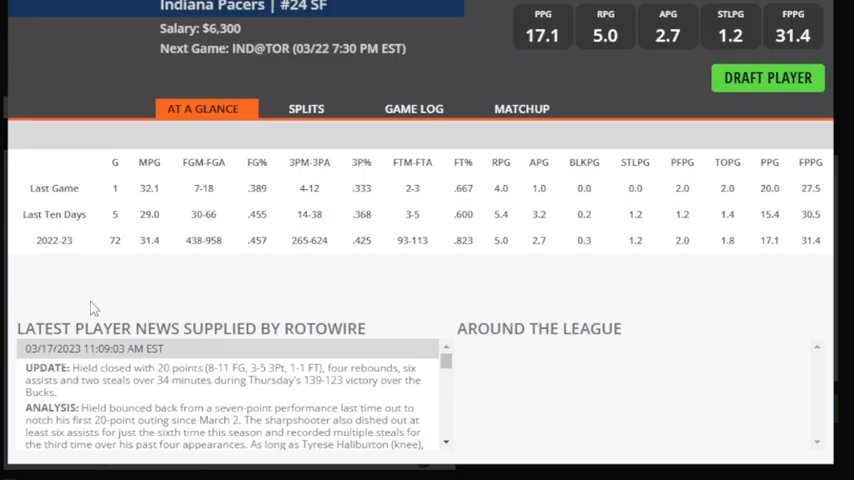 Indiana Pacers | #24 SF
Salary: $6,300
Next Game: IND@TOR (03/22 7:30 PM EST)
PPG RPG APG STLPG FPPG
17.1 5.0 2.7 1.2 31.4
DRAFT PLAYER
AT A GLANCE SPLITS GAME LOG MATCHUP
G MPG FGM-FGA FG% 3PM-3PA 3P% FTM-FTA FT% RPG APG BLKPG STLPG PFPG TOPG PPG FPPG
Last Game 1 32.1 7-18 .389 4-12 .333 2-3 .667 4.0 1.0 0.0 0.0 2.0 2.0 20.0 27.5
Last Ten Days 5 29.0 30-66 .455 14-38 .368 3-5 .600 5.4 3.2 0.2 1.2 1.2 1.4 15.4 30.5
2022-23 72 31.4 438-958 .457 265-624 .425 93-113 .823 5.0 2.7 0.3 1.2 2.0 1.8 17.1 31.4
LATEST PLAYER NEWS SUPPLIED BY ROTOWIRE
03/17/2023 11:09:03 AM EST
UPDATE: Hield closed with 20 points (8-11 FG, 3-5 3Pt, 1-1 FT), four rebounds, six
assists and two steals over 34 minutes during Thursday's 139-123 victory over the
Bucks.
ANALYSIS: Hield bounced back from a seven-point performance last time out to
notch his first 20-point outing since March 2. The sharpshooter also dished out at
least six assists for just the sixth time this season and recorded multiple steals for
the third time over his past four appearances. As long as Tyrese Haliburton (knee),
AROUND THE LEAGUE